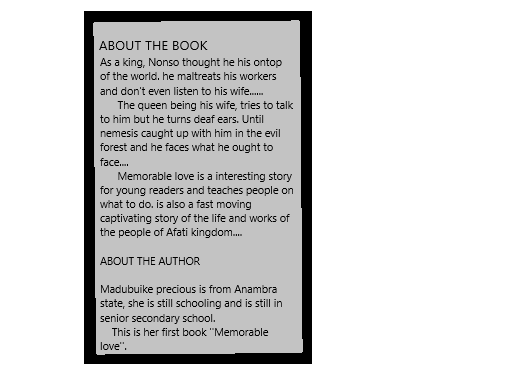 ABOUT THE BOOK
As a king, Nonso thought he his ontop
of the world. he maltreats his workers
and don't even listen to his wife......
The queen being his wife, tries to talk
to him but he turns deaf ears. Until
nemesis caught up with him in the evil
forest and he faces what he ought to
face....
Memorable love is a interesting story
for young readers and teaches people on
what to do. is also a fast moving
captivating story of the life and works of
the people of Afati kingdom....
ABOUT THE AUTHOR
Madubuike precious is from Anambra
state, she is still schooling and is still in
senior secondary school.
This is her first book "Memorable
love".